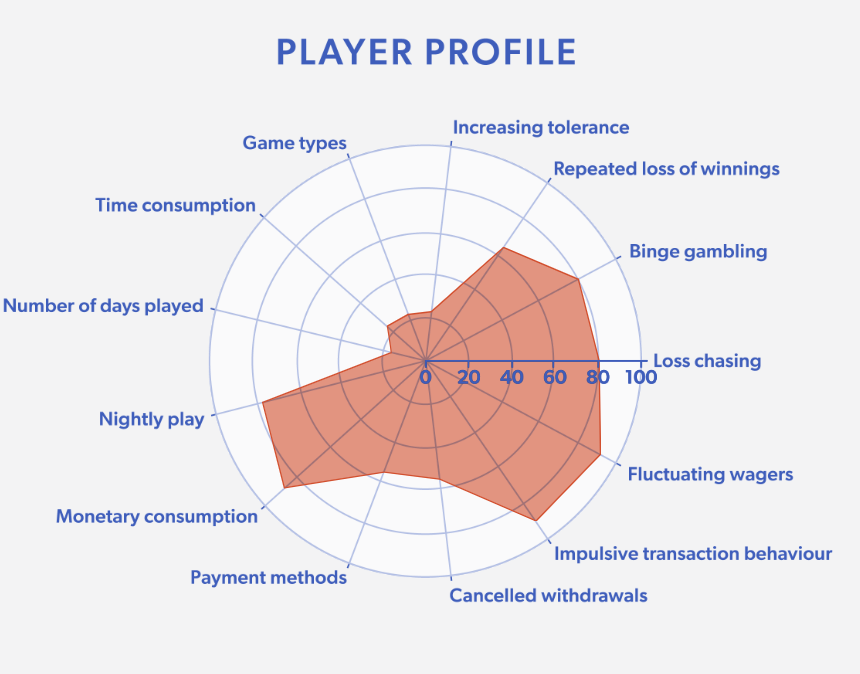 PLAYER PROFILE
Increasing tolerance
Game types
Repeated loss of winnings
Time consumption
Binge gambling
Number of days played
Loss chasing
0 20 40 60 80 100
Nightly play
Fluctuating wagers
Monetary consumption
Impulsive transaction behaviour
Payment methods
Cancelled withdrawals